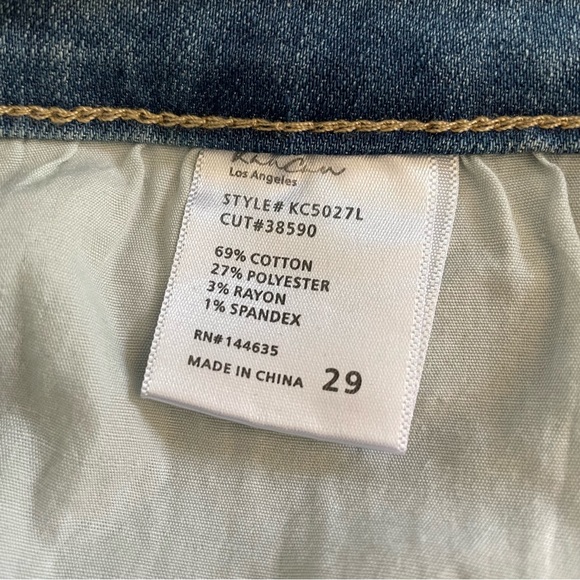 KanCan
Los Angeles
STYLE# KC5027L
CUT#38590
69% COTTON
27% POLYESTER
3% RAYON
1% SPANDEX
RN#144635
MADE IN CHINA 29